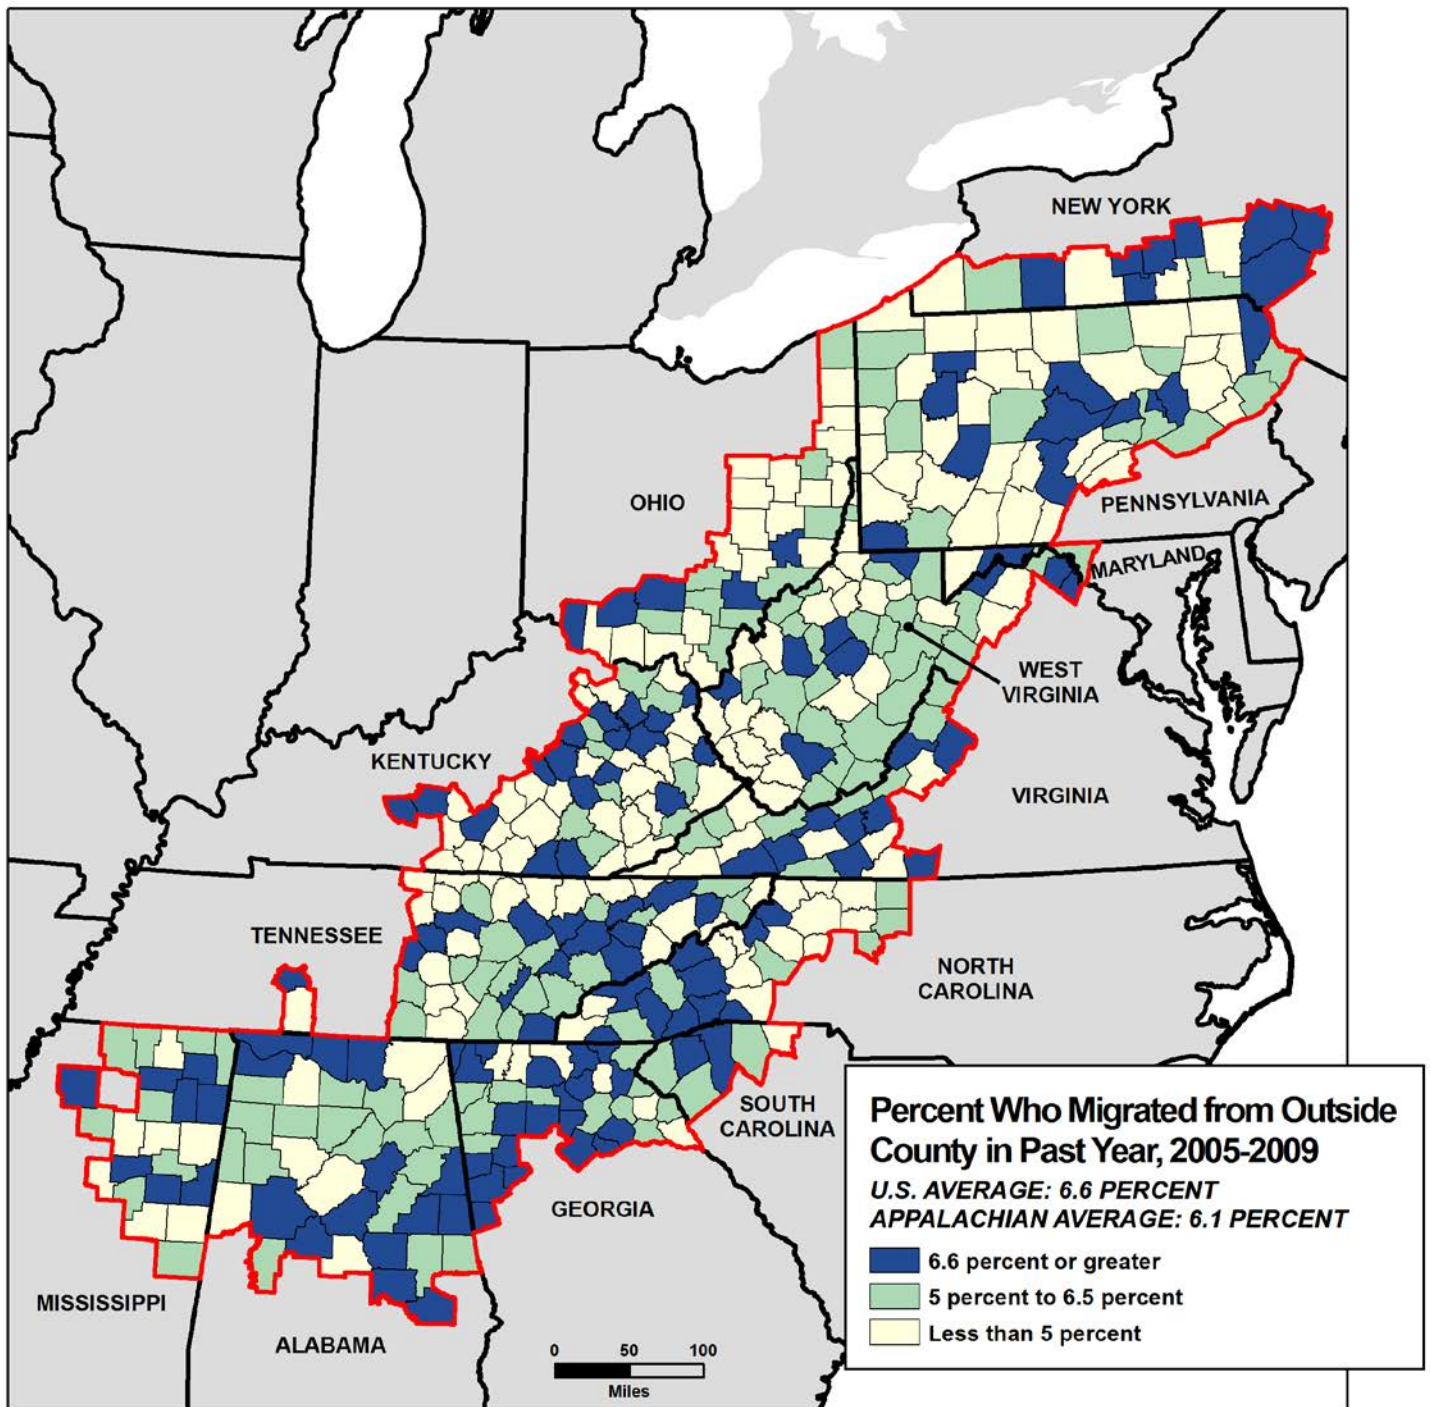 NEW YORK
OHIO
PENNSYLVANIA
MARYLAND
WEST
VIRGINIA
KENTUCKY
VIRGINIA
TENNESSEE
NORTH
CAROLINA
SOUTH
CAROLINA
GEORGIA
MISSISSIPPI
ALABAMA
0 50 100
Miles
Percent Who Migrated from Outside
County in Past Year, 2005-2009
U.S. AVERAGE: 6.6 PERCENT
APPALACHIAN AVERAGE: 6.1 PERCENT
6.6 percent or greater
5 percent to 6.5 percent
Less than 5 percent